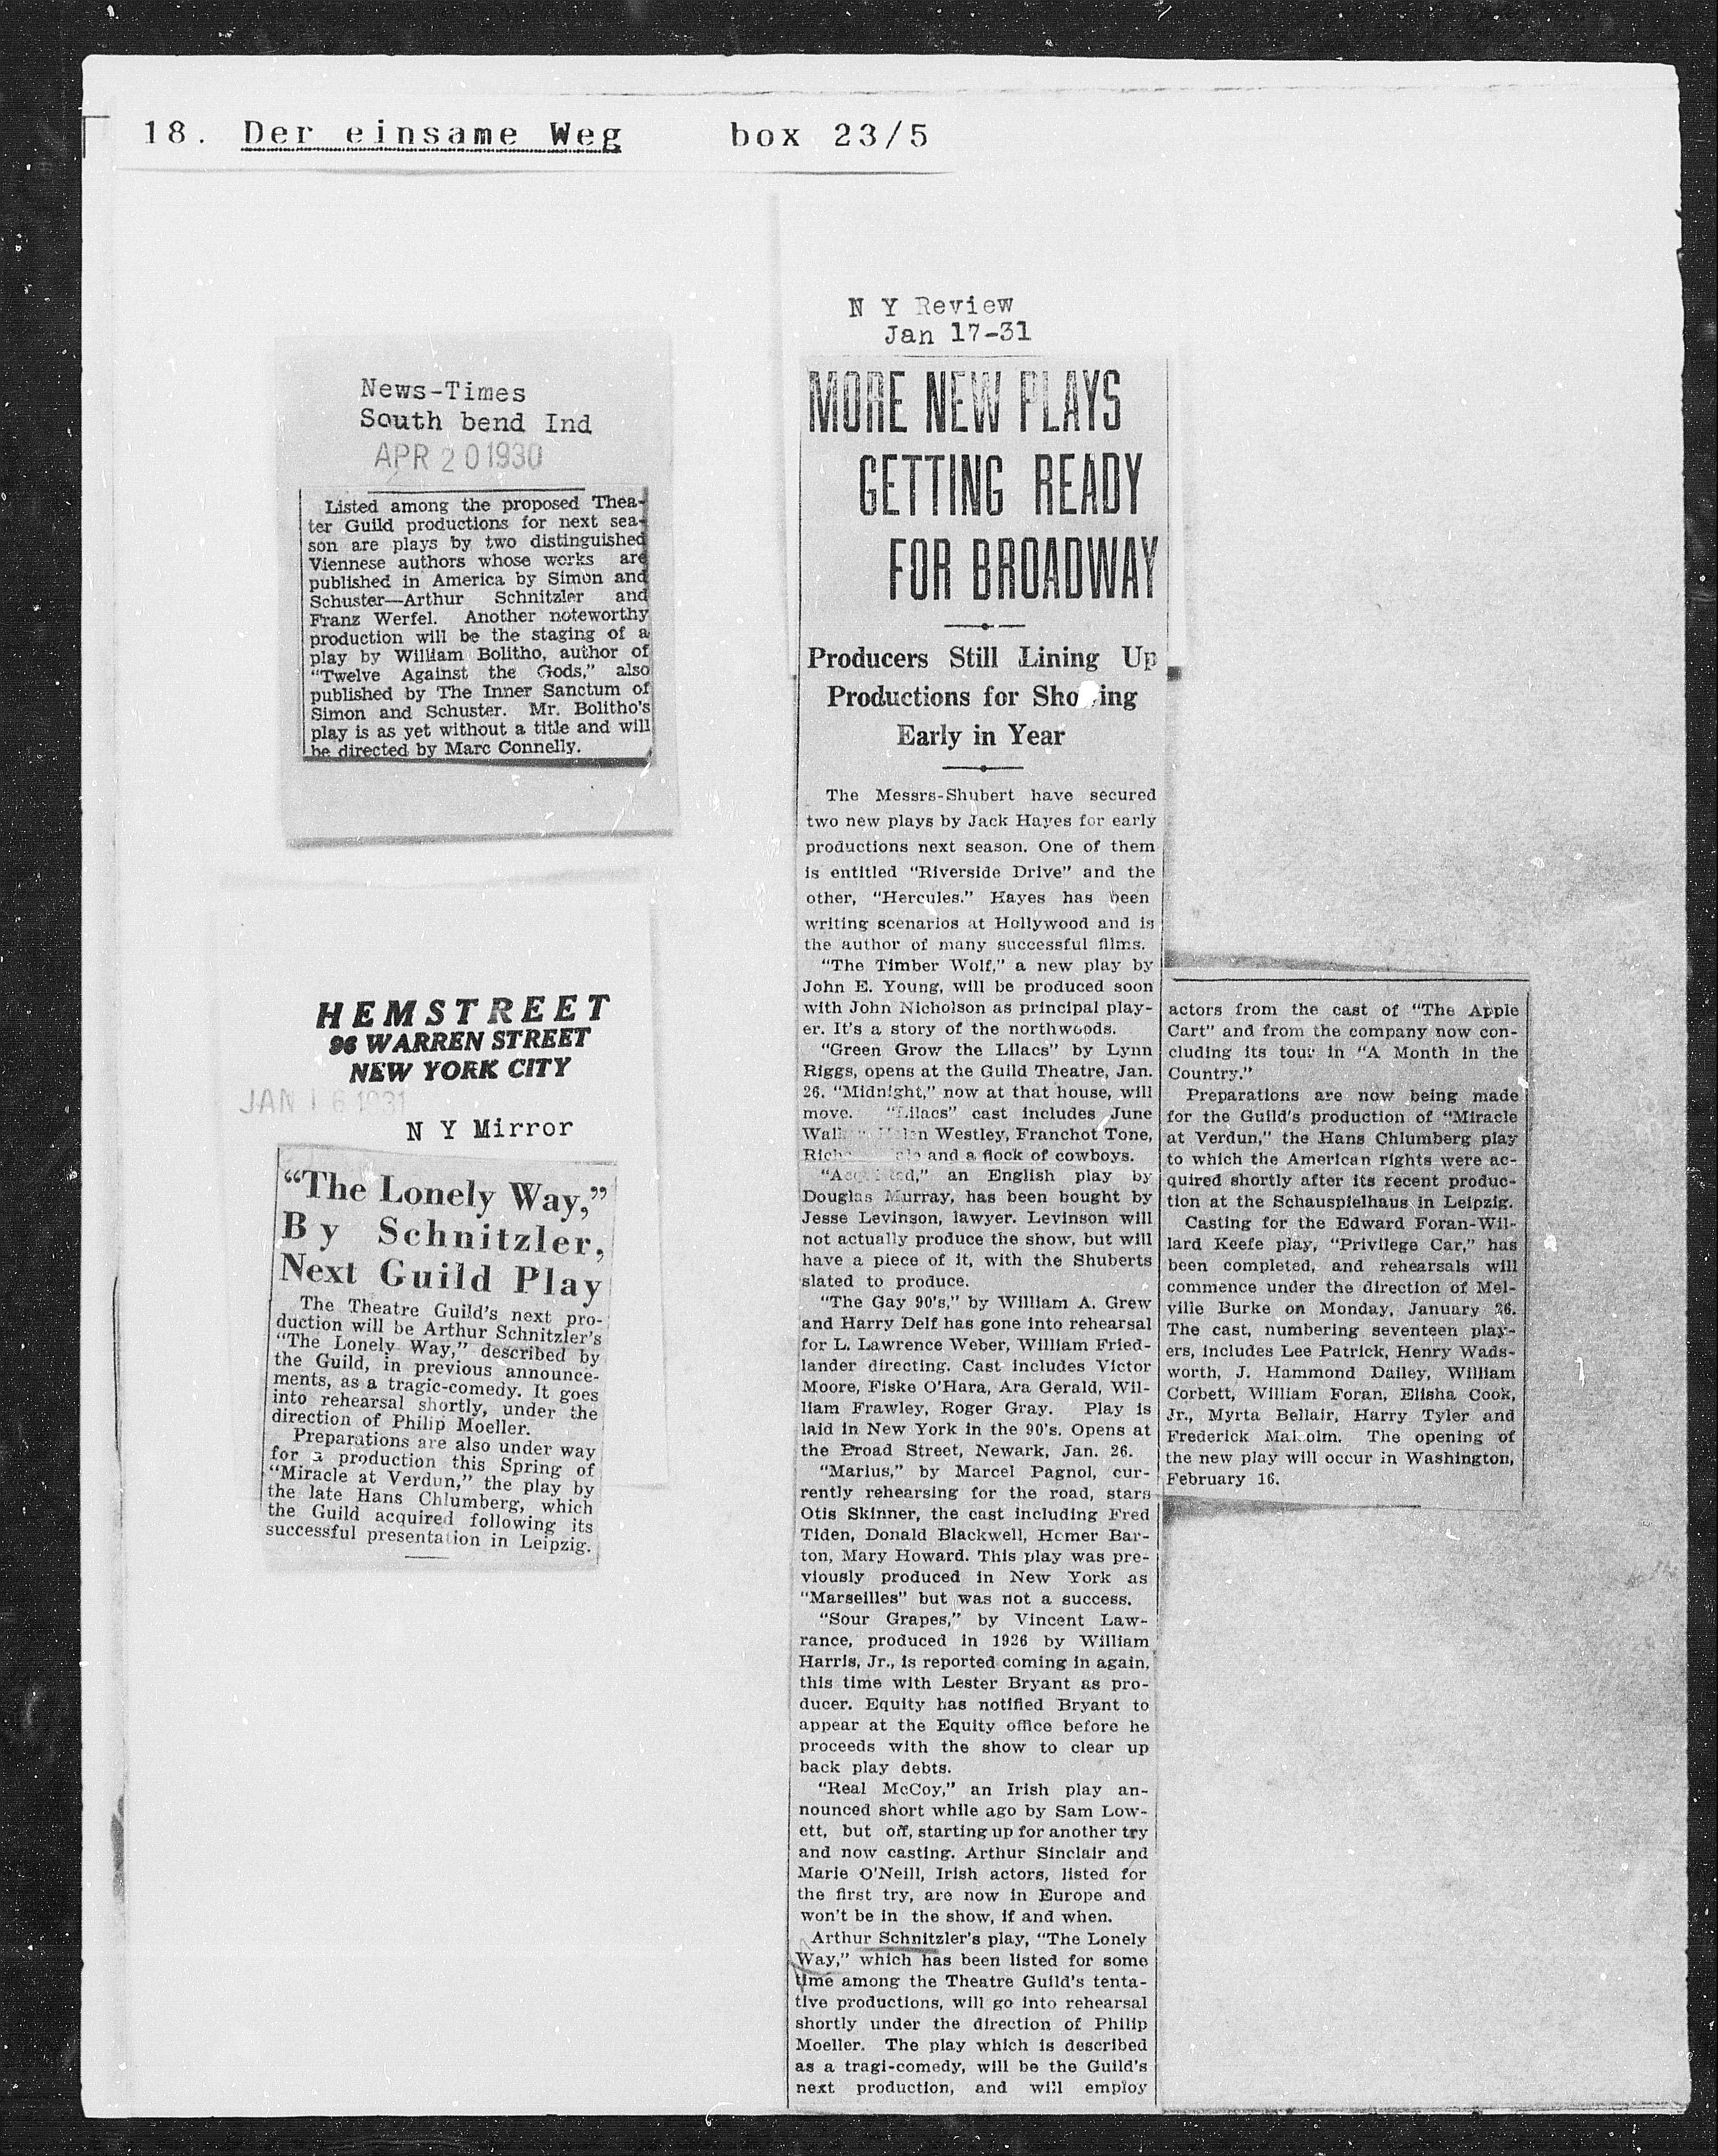 18. Der einsame Weg box 23/5
News-Times
South bend Ind
APR 20 1930
Listed among the proposed Thea-
ter Guild productions for next sea-
son are plays by two distinguished
Viennese authors whose works are
published in America by Simon and
Schuster—Arthur Schnitzler and
Franz Werfel. Another noteworthy
production will be the staging of a
play by William Bolitho, author of
"Twelve Against the Gods," also
published by The Inner Sanctum of
Simon and Schuster. Mr. Bolitho's
play is as yet without a title and will
be directed by Marc Connelly.
HEMSTREET
96 WARREN STREET
NEW YORK CITY
JAN 16 1931
N Y Mirror
"The Lonely Way,"
By Schnitzler,
Next Guild Play
The Theatre Guild's next pro-
duction will be Arthur Schnitzler's
"The Lonely Way," described by
the Guild, in previous announce-
ments, as a tragic-comedy. It goes
into rehearsal shortly, under the
direction of Philip Moeller.
Preparations are also under way
for a production this Spring of
"Miracle at Verdun," the play by
the late Hans Chlumberg, which
the Guild acquired following its
successful presentation in Leipzig.
N Y Review
Jan 17-31
MORE NEW PLAYS
GETTING READY
FOR BROADWAY
Producers Still Lining Up
Productions for Showing
Early in Year
The Messrs-Shubert have secured
two new plays by Jack Hayes for early
productions next season. One of them
is entitled "Riverside Drive" and the
other, "Hercules." Hayes has been
writing scenarios at Hollywood and is
the author of many successful films.
"The Timber Wolf," a new play by
John E. Young, will be produced soon
with John Nicholson as principal play-
er. It's a story of the northwoods.
"Green Grow the Lilacs" by Lynn
Riggs, opens at the Guild Theatre, Jan.
26. "Midnight," now at that house, will
move. "Lilacs" cast includes June
Westley, Franchot Tone,
and a flock of cowboys.
an English play by
Douglas Murray, has been bought by
Jesse Levinson, lawyer. Levinson will
not actually produce the show, but will
have a piece of it, with the Shuberts
slated to produce.
"The Gay 90's," by William A. Grew
and Harry Delf has gone into rehearsal
for L. Lawrence Weber, William Fried-
lander directing. Cast includes Victor
Moore, Fiske O'Hara, Ara Gerald, Wil-
liam Frawley, Roger Gray. Play is
laid in New York in the 90's. Opens at
the Broad Street, Newark, Jan. 26.
"Marius," by Marcel Pagnol, cur-
rently rehearsing for the road, stars
Otis Skinner, the cast including Fred
Tiden, Donald Blackwell, Homer Bar-
ton, Mary Howard. This play was pre-
viously produced in New York as
"Marseilles" but was not a success.
"Sour Grapes," by Vincent Law-
rance, produced in 1926 by William
Harris, Jr., is reported coming in again,
this time with Lester Bryant as pro-
ducer. Equity has notified Bryant to
appear at the Equity office before he
proceeds with the show to clear up
back play debts.
"Real McCoy," an Irish play an-
nounced short while ago by Sam Low-
ett, but off, starting up for another try
and now casting. Arthur Sinclair and
Marie O'Neill, Irish actors, listed for
the first try, are now in Europe and
won't be in the show, if and when.
Arthur Schnitzler's play, "The Lonely
Way," which has been listed for some
time among the Theatre Guild's tenta-
tive productions, will go into rehearsal
shortly under the direction of Philip
Moeller. The play which is described
as a tragi-comedy, will be the Guild's
next production, and will employ
actors from the cast of "The Apple
Cart" and from the company now con-
cluding its tour in "A Month in the
Country."
Preparations are now being made
for the Guild's production of "Miracle
at Verdun," the Hans Chlumberg play
to which the American rights were ac-
quired shortly after its recent produc-
tion at the Schauspielhaus in Leipzig.
Casting for the Edward Foran-Wil-
lard Keefe play, "Privilege Car," has
been completed, and rehearsals will
commence under the direction of Mel-
ville Burke on Monday, January 26.
The cast, numbering seventeen play-
ers, includes Lee Patrick, Henry Wads-
worth, J. Hammond Dailey, William
Corbett, William Foran, Elisha Cook,
Jr., Myrta Bellair, Harry Tyler and
Frederick Malcolm. The opening of
the new play will occur in Washington,
February 16.